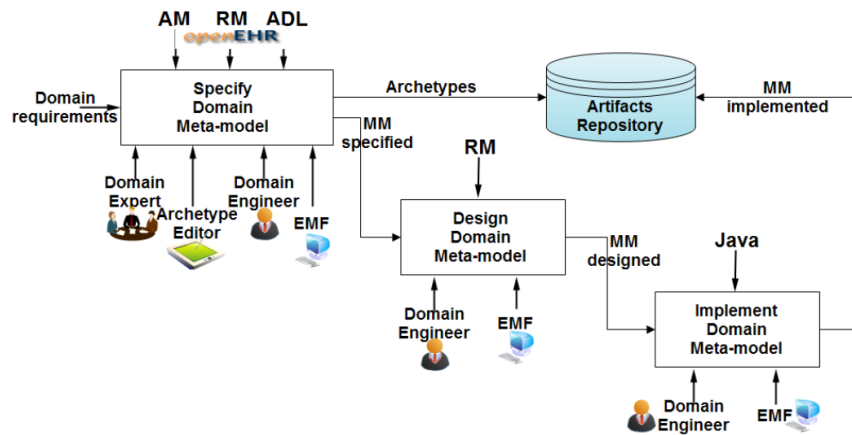 AM RM ADL
openEHR
Domain
requirements
Specify
Domain
Meta-model
Archetypes
Artifacts
Repository
MM
implemented
MM
specified
Domain
Expert
Archetype
Editor
Domain
Engineer
EMF
RM
Design
Domain
Meta-model
MM
designed
Domain
Engineer
EMF
Java
Implement
Domain
Meta-model
Domain
Engineer
EMF